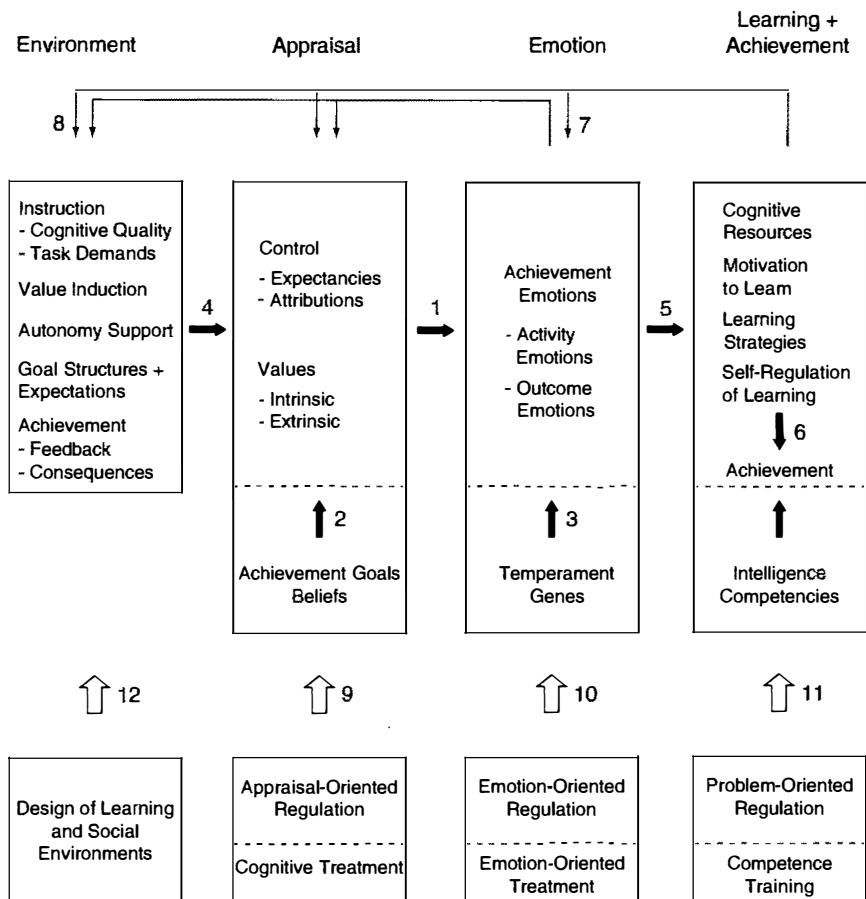 Environment
Appraisal
Emotion
Learning +
Achievement
8
7
Instruction
- Cognitive Quality
- Task Demands
Value Induction
Autonomy Support
Goal Structures +
Expectations
Achievement
- Feedback
- Consequences
4
Control
- Expectancies
- Attributions
Values
- Intrinsic
- Extrinsic
2
Achievement Goals
Beliefs
1
Achievement
Emotions
- Activity
Emotions
- Outcome
Emotions
3
Temperament
Genes
5
Cognitive
Resources
Motivation
to Learn
Learning
Strategies
Self-Regulation
of Learning
6
Achievement
Intelligence
Competencies
12
9
10
11
Design of Learning
and Social
Environments
Appraisal-Oriented
Regulation
Cognitive Treatment
Emotion-Oriented
Regulation
Emotion-Oriented
Treatment
Problem-Oriented
Regulation
Competence
Training